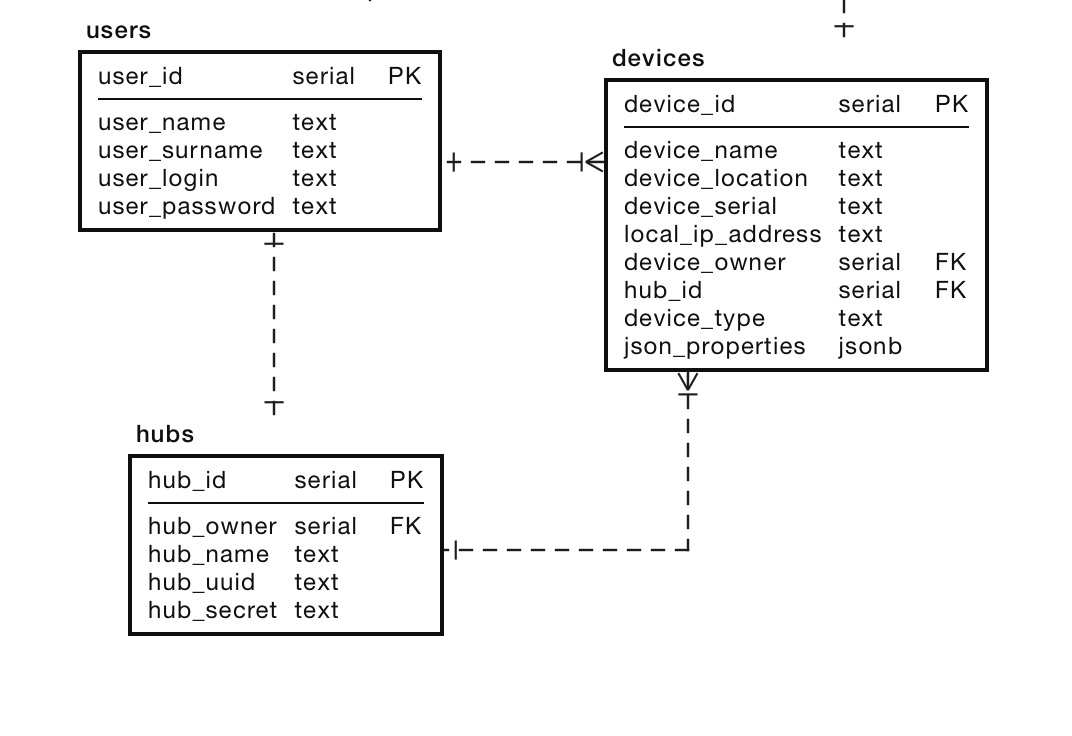 users
user_id serial PK
user_name text
user_surname text
user_login text
user_password text
devices
device_id serial PK
device_name text
device_location text
device_serial text
local_ip_address text
device_owner serial FK
hub_id serial FK
device_type text
json_properties jsonb
hubs
hub_id serial PK
hub_owner serial FK
hub_name text
hub_uuid text
hub_secret text